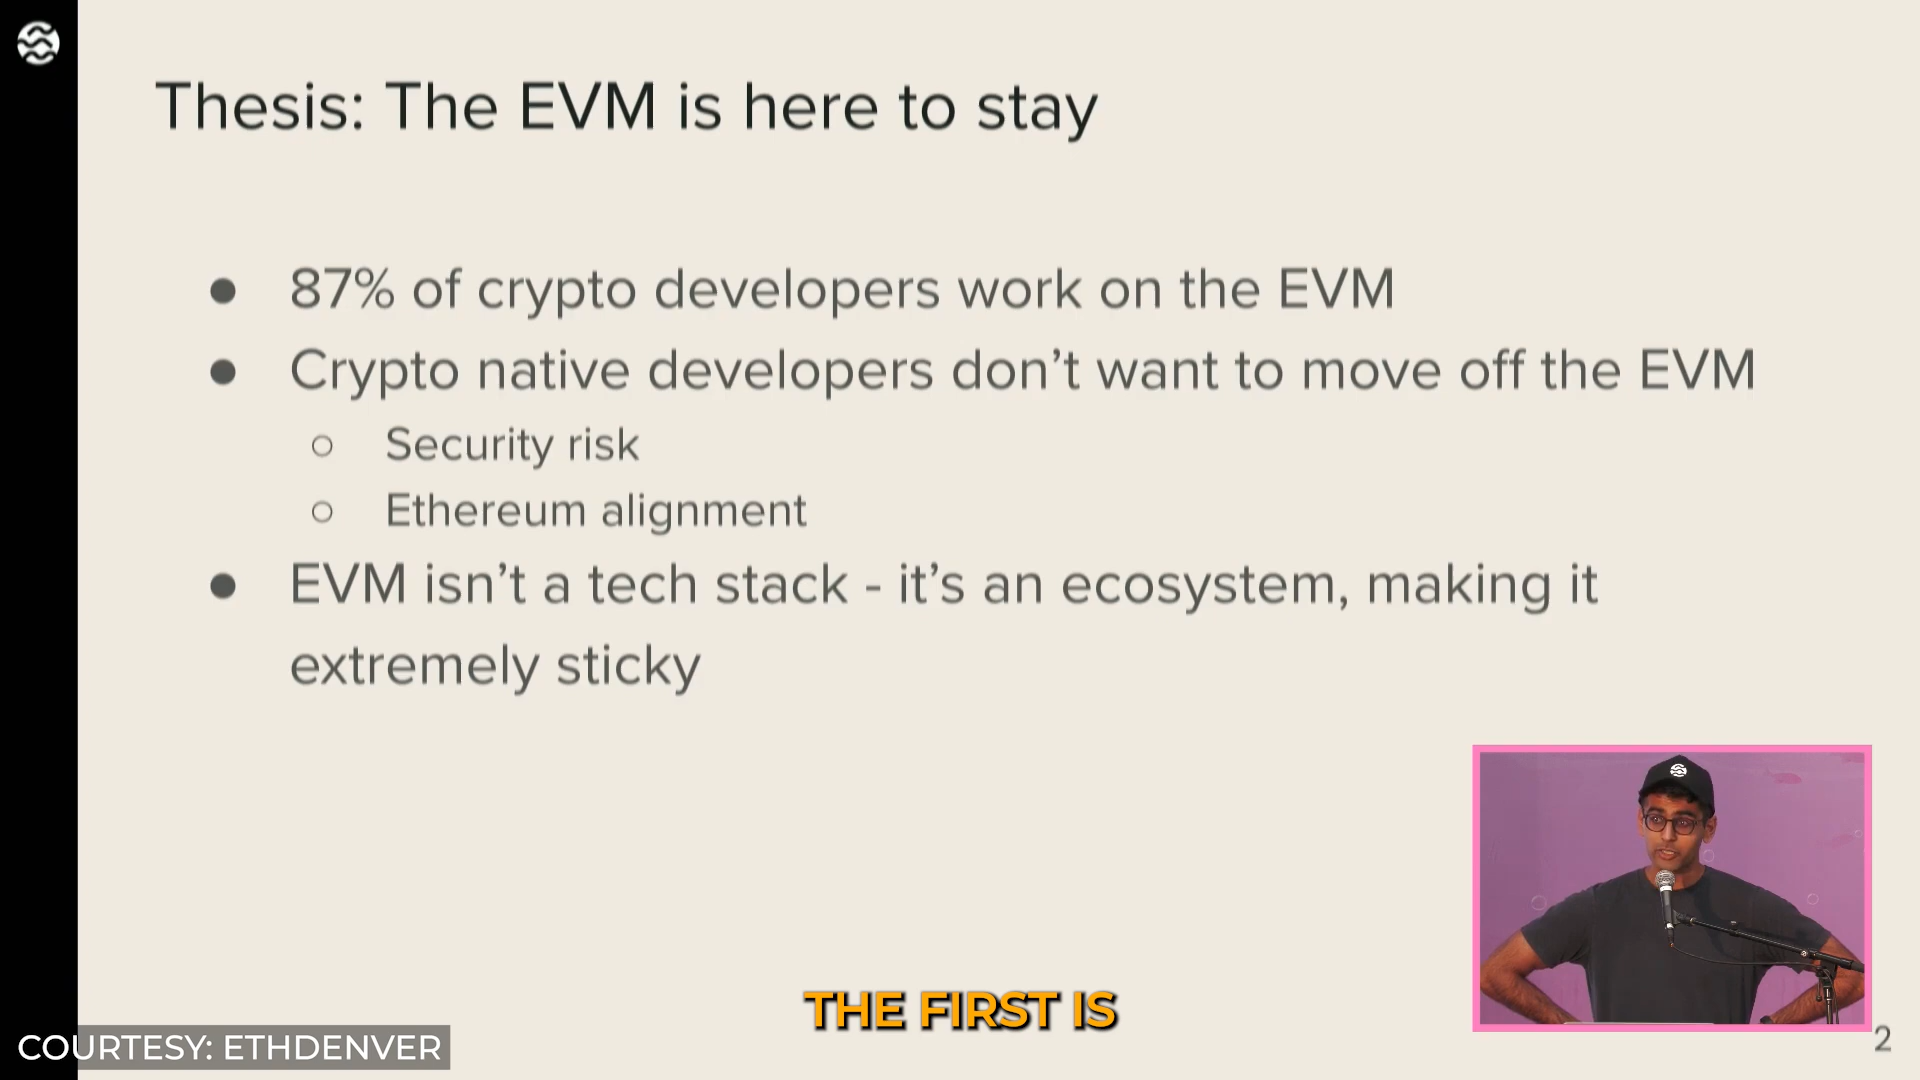 Thesis: The EVM is here to stay
● 87% of crypto developers work on the EVM
● Crypto native developers don’t want to move off the EVM
○ Security risk
○ Ethereum alignment
● EVM isn’t a tech stack - it’s an ecosystem, making it
extremely sticky
THE FIRST IS
COURTESY: ETHDENVER
2